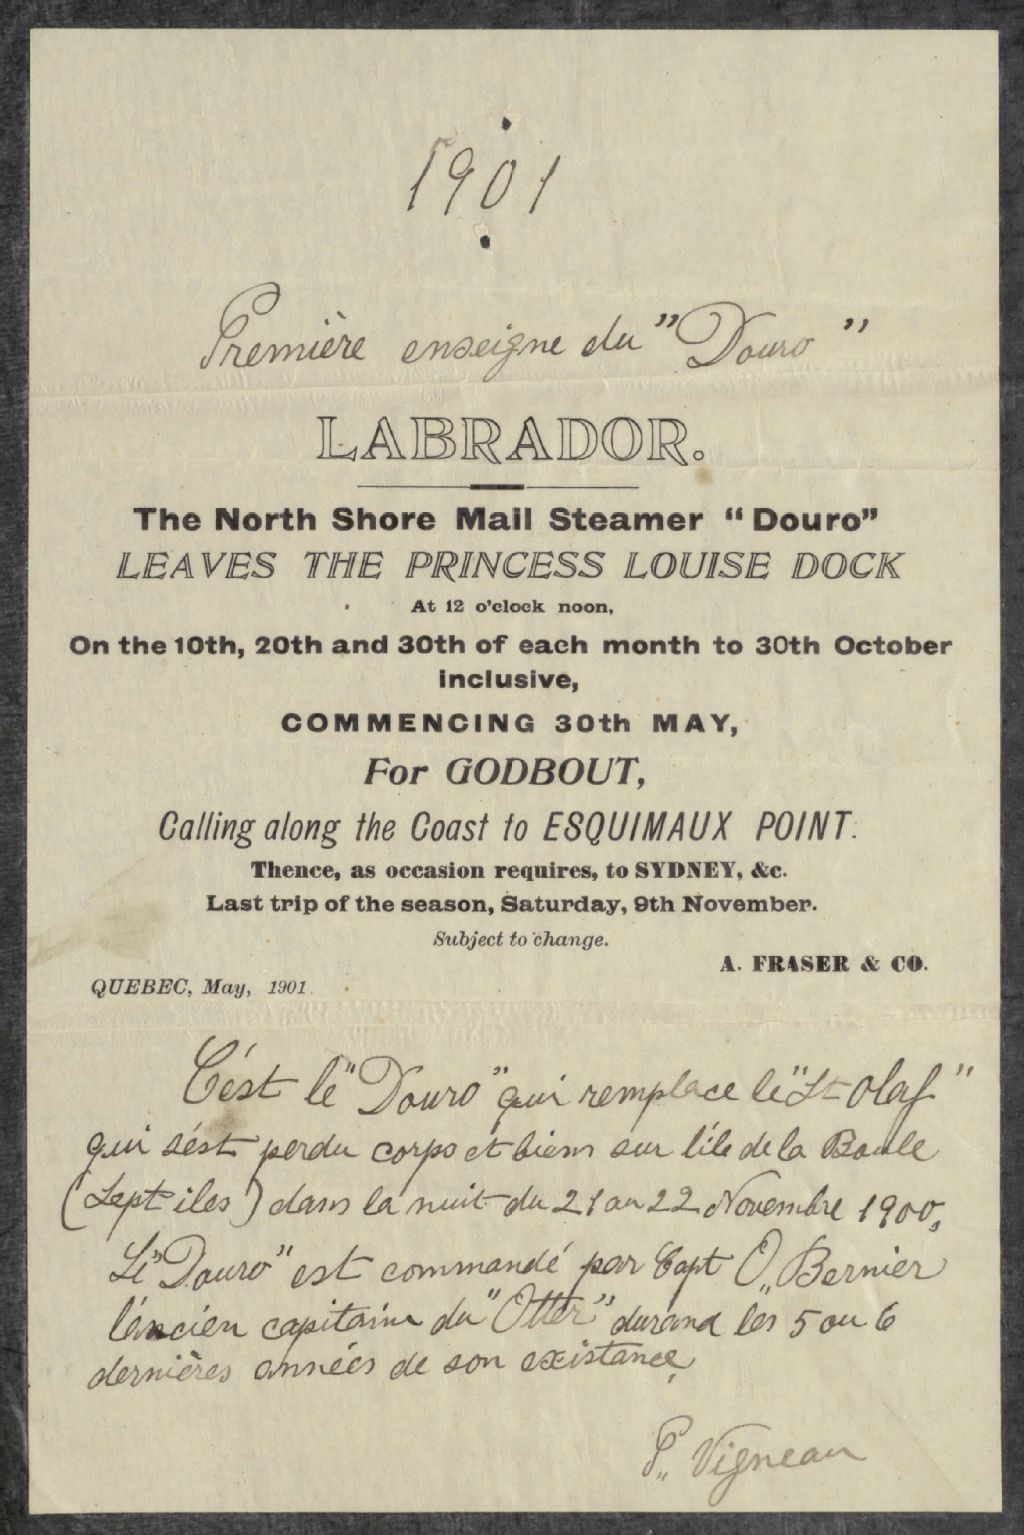 1901
Première enseigne du "Douro"
LABRADOR.
The North Shore Mail Steamer "Douro"
LEAVES THE PRINCESS LOUISE DOCK
At 12 o'clock noon,
On the 10th, 20th and 30th of each month to 30th October
inclusive,
COMMENCING 30th MAY,
For GODBOUT,
Calling along the Coast to ESQUIMAUX POINT.
Thence, as occasion requires, to SYDNEY, &c.
Last trip of the season, Saturday, 9th November.
Subject to change.
A. FRASER & CO.
QUEBEC, May, 1901.
C'ést le "Douro" qui remplace le "St Olaf"
qui s'ést perdu corps et biens sur l'ile de la Boule
(Sept iles) dans la nuit du 21 au 22 Novembre 1900,
Le "Douro" est commandé par Capt O,, Bernier
l'áncien capitaine du "Otter" durand les 5 ou 6
dernières années de son existance,
P,, Vigneau